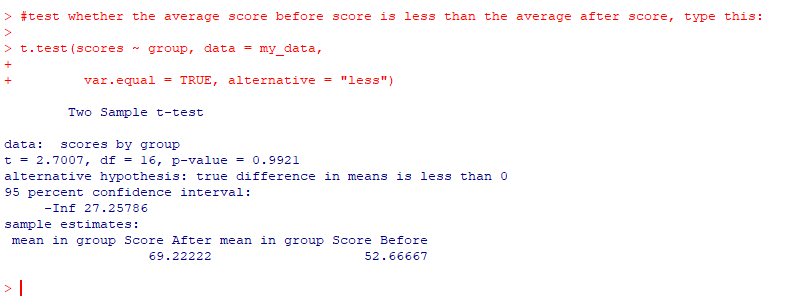 > #test whether the average score before score is less than the average after score, type this:
>
> t.test(scores ~ group, data = my_data,
+
+         var.equal = TRUE, alternative = "less")
        Two Sample t-test
data:  scores by group
t = 2.7007, df = 16, p-value = 0.9921
alternative hypothesis: true difference in means is less than 0
95 percent confidence interval:
     -Inf 27.25786
sample estimates:
 mean in group Score After mean in group Score Before
                  69.22222                   52.66667
>